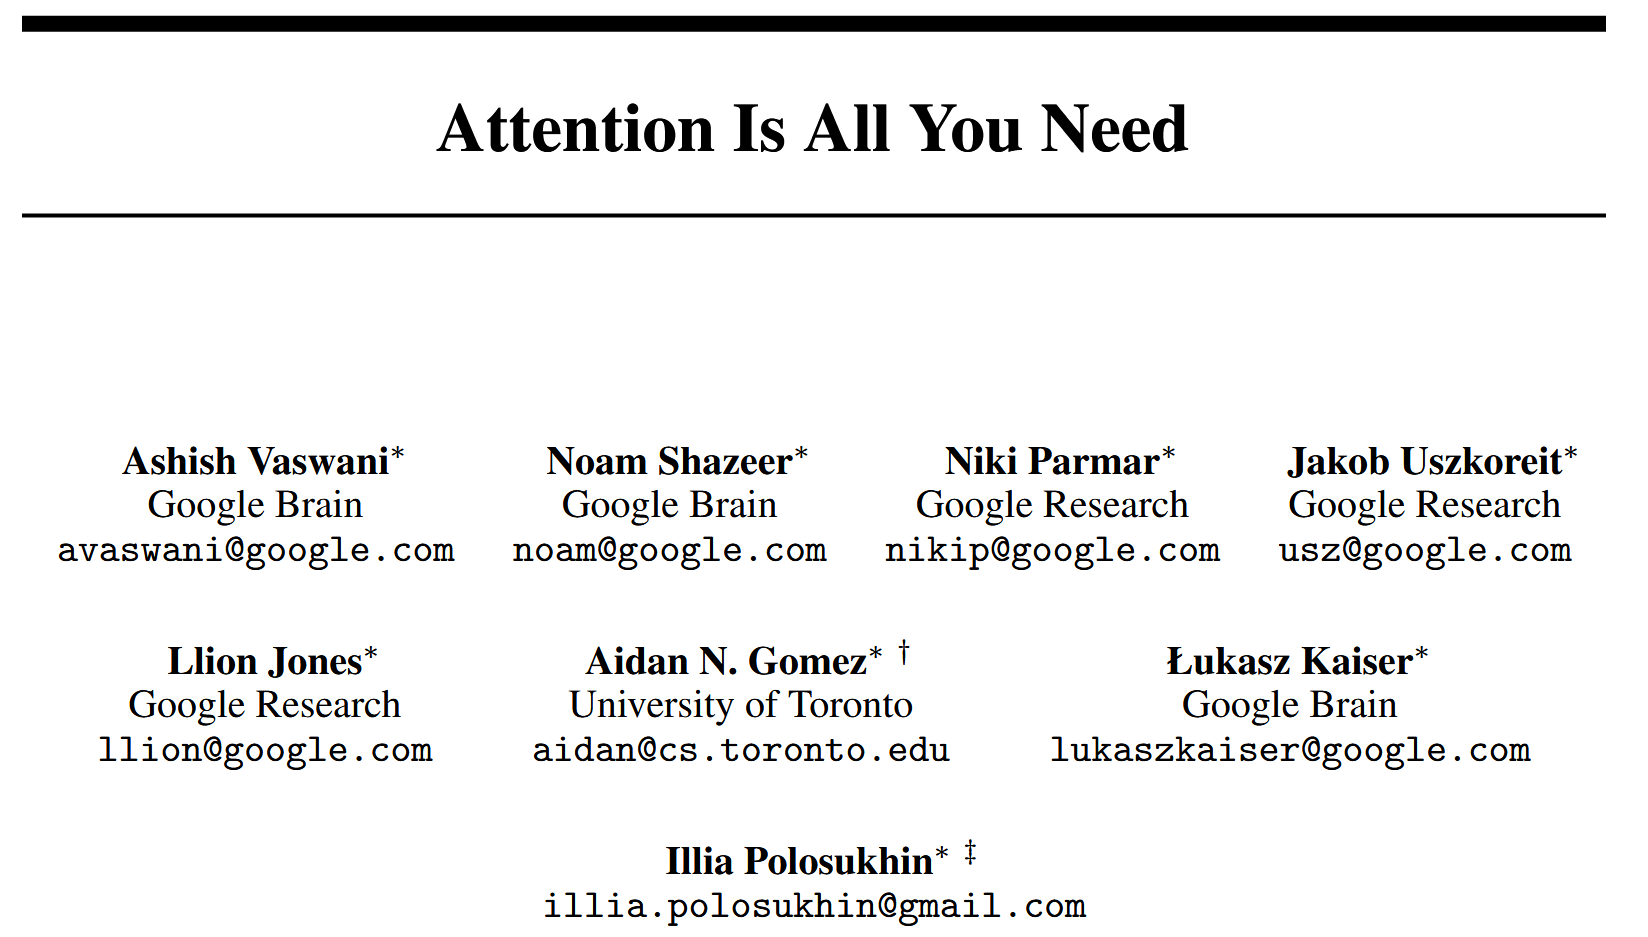 Attention Is All You Need
Ashish Vaswani* Noam Shazeer* Niki Parmar* Jakob Uszkoreit*
Google Brain Google Brain Google Research Google Research
avaswani@google.com noam@google.com nikip@google.com usz@google.com
Llion Jones* Aidan N. Gomez* † Łukasz Kaiser*
Google Research University of Toronto Google Brain
llion@google.com aidan@cs.toronto.edu lukaszkaiser@google.com
Illia Polosukhin* ‡
illia.polosukhin@gmail.com